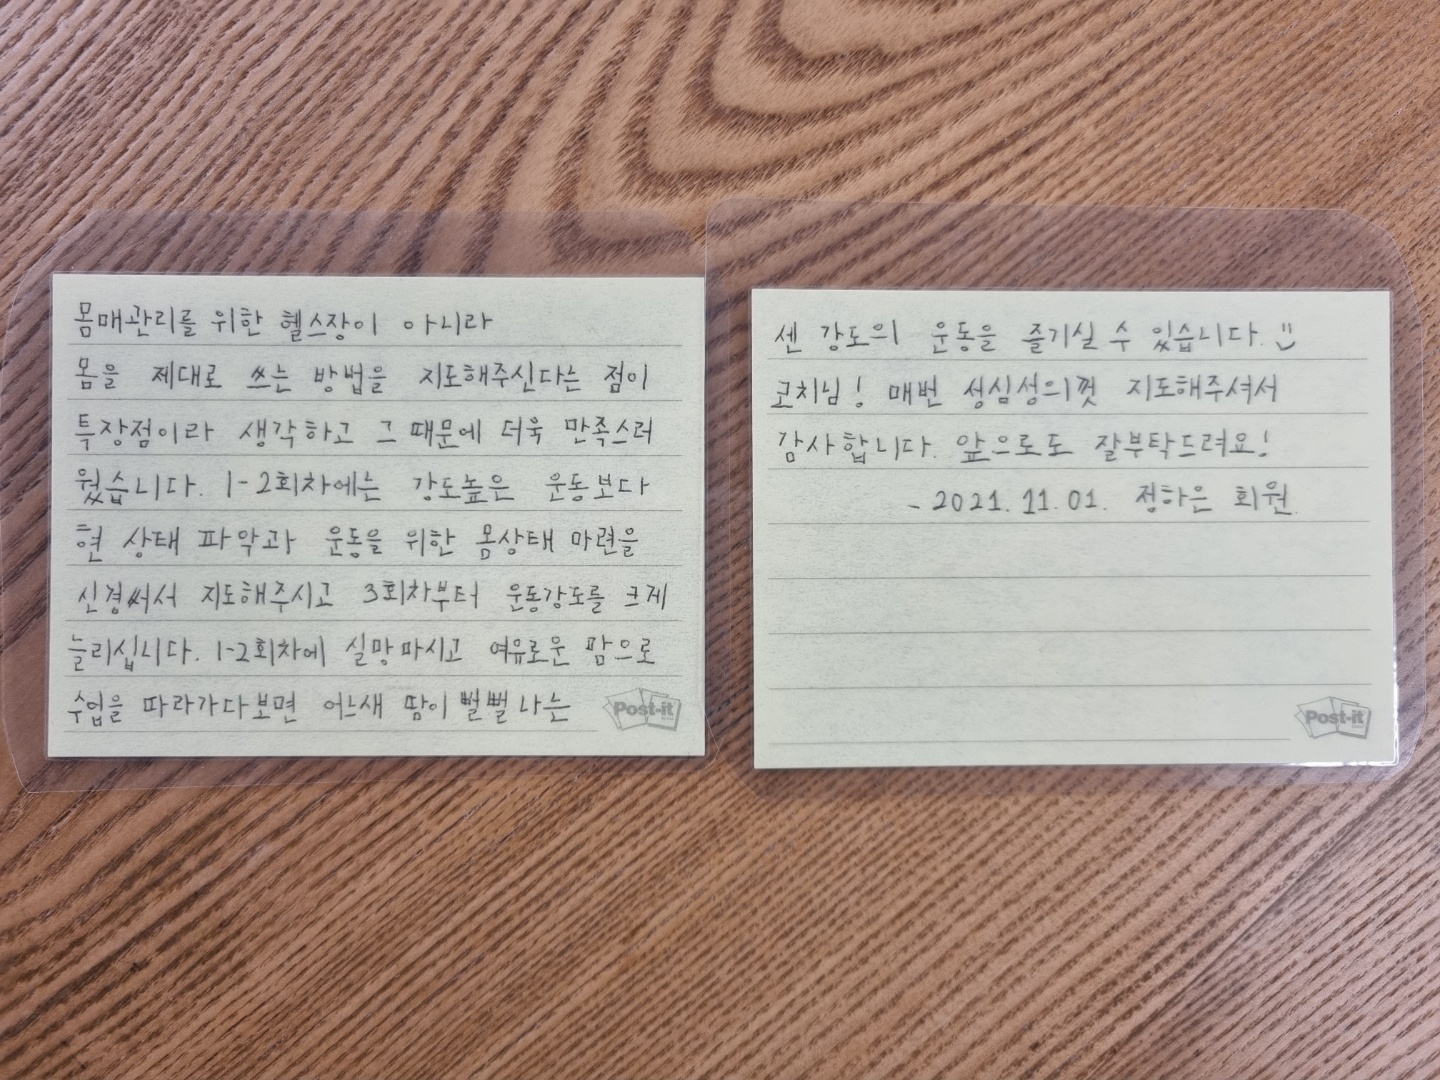 몸매관리를 위한 헬스장이 아니라
몸을 제대로 쓰는 방법을 지도해주신다는 점이
특장점이라 생각하고 그 때문에 더욱 만족스러
웠습니다. 1-2회차에는 강도높은 운동보다
현 상태 파악과 운동을 위한 몸상태 마련을
신경써서 지도해주시고 3회차부터 운동강도를 크게
늘리십니다. 1-2회차에 실망마시고 여유로운 맘으로
수업을 따라가다보면 어느새 땀이 뻘뻘 나는
Post-it
센 강도의 운동을 즐기실 수 있습니다.
코치님! 매번 성심성의껏 지도해주셔서
감사합니다. 앞으로도 잘부탁드려요!
- 2021. 11. 01. 정하은 회원.
Post-it